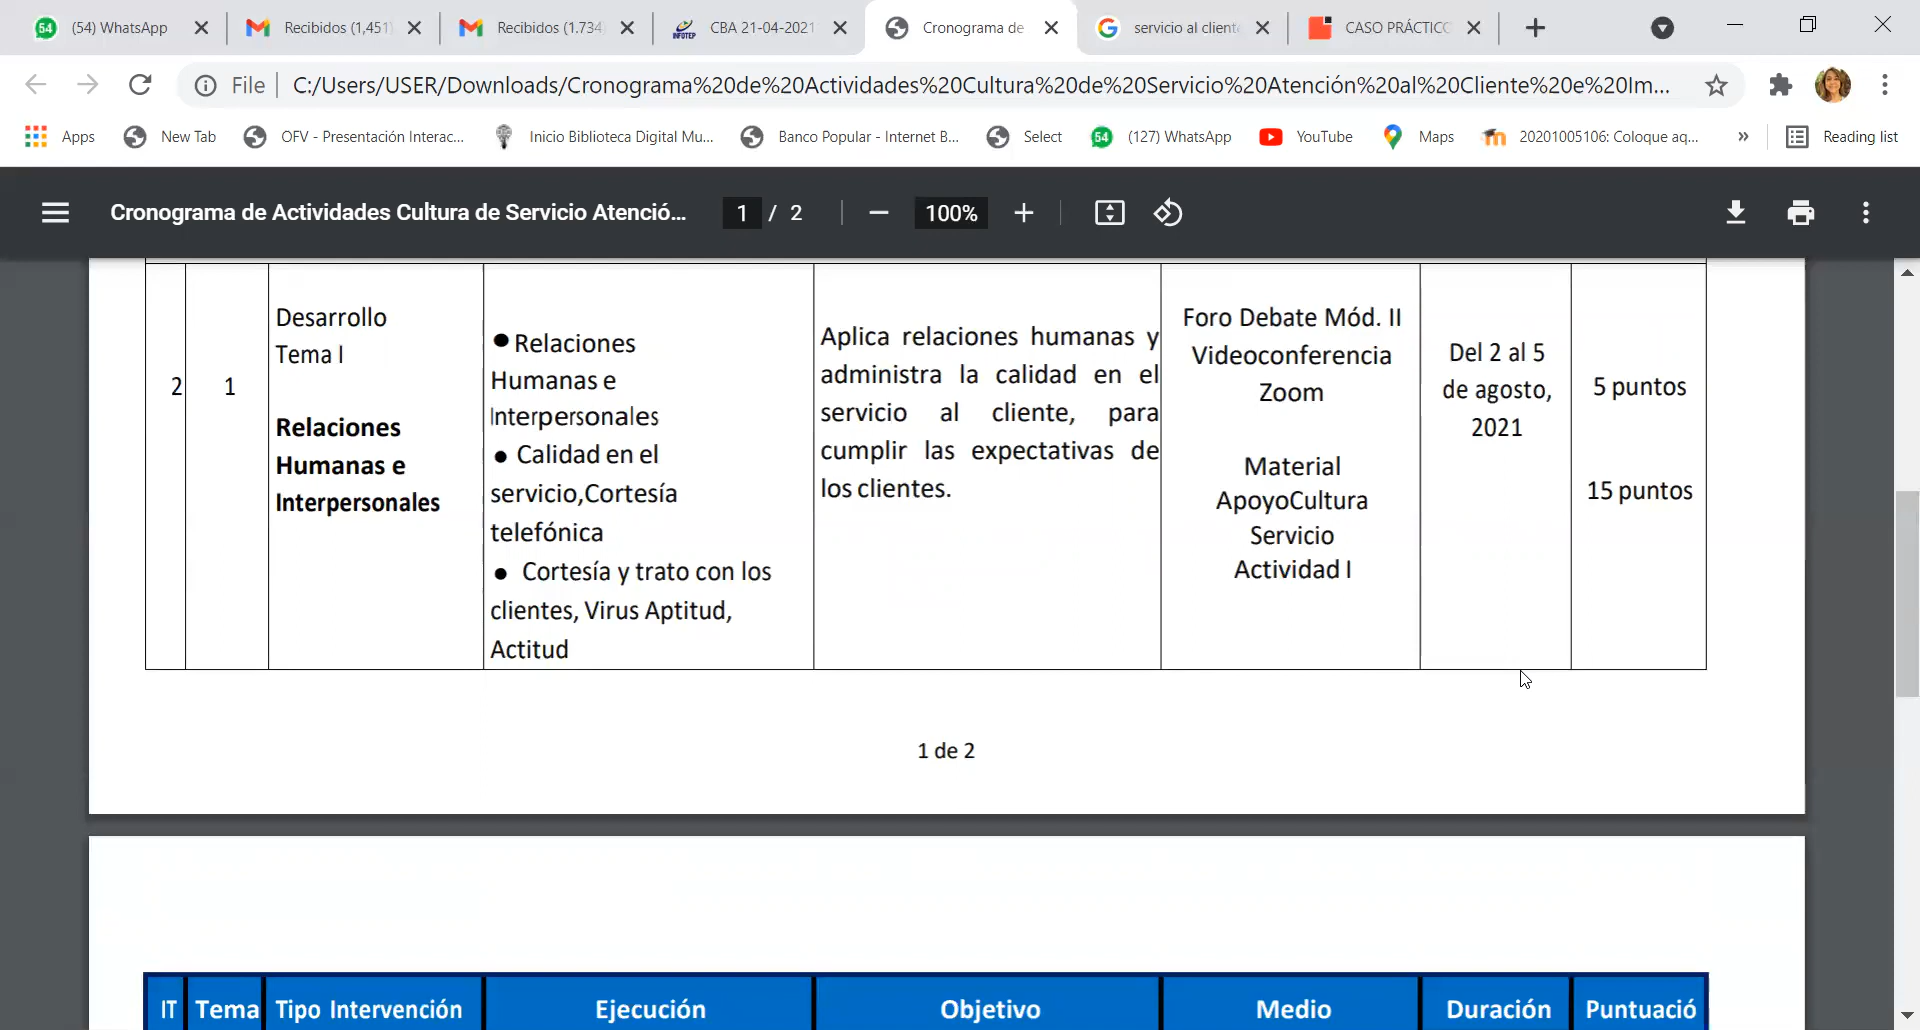 (54) WhatsApp
Recibidos (1,451)
Recibidos (1.734
INFOTEP
CBA 21-04-2021
Cronograma de
servicio al cliente
CASO PRÁCTICO
File
C:/Users/USER/Downloads/Cronograma%20de%20Actividades%20Cultura%20de%20Servicio%20Atención%20al%20Cliente%20e%20Im...
Apps
New Tab
OFV - Presentación Interac...
Inicio Biblioteca Digital Mu...
Banco Popular - Internet B...
Select
(127) WhatsApp
YouTube
Maps
20201005106: Coloque aq...
»
Reading list
Cronograma de Actividades Cultura de Servicio Atenció...
1 / 2
100%
2
1
Desarrollo
Tema I
Relaciones
Humanas e
Interpersonales
● Relaciones
Humanas e
Interpersonales
● Calidad en el
servicio,Cortesía
telefónica
● Cortesía y trato con los
clientes, Virus Aptitud,
Actitud
Aplica relaciones humanas y
administra la calidad en el
servicio al cliente, para
cumplir las expectativas de
los clientes.
Foro Debate Mód. II
Videoconferencia
Zoom
Material
ApoyoCultura
Servicio
Actividad I
Del 2 al 5
de agosto,
2021
5 puntos
15 puntos
1 de 2
IT
Tema
Tipo Intervención
Ejecución
Objetivo
Medio
Duración
Puntuació